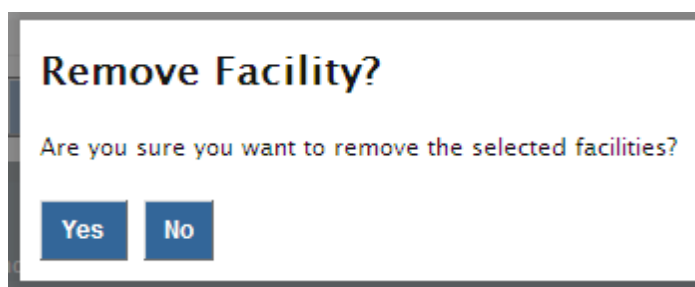 Remove Facility?
Are you sure you want to remove the selected facilities?
Yes No